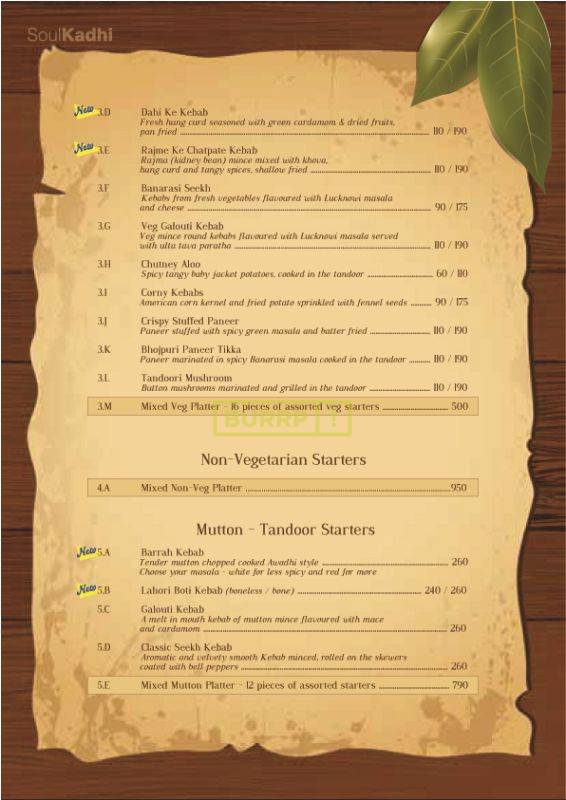 SoulKadhi
New 3.D Dahi Ke Kebab
Fresh hung curd seasoned with green cardamom & dried fruits,
pan fried 110 / 190
New 3.E Rajme Ke Chatpate Kebab
Rajma (kidney bean) mince mixed with khova,
hung curd and tangy spices, shallow fried 110 / 190
3.F Banarasi Seekh
Kebabs from fresh vegetables flavoured with Lucknowi masala
and cheese 90 / 175
3.G Veg Galouti Kebab
Veg mince round kebabs flavoured with Lucknowi masala served
with ulta tava paratha 110 / 190
3.H Chutney Aloo
Spicy tangy baby jacket potatoes, cooked in the tandoor 60 / 110
3.I Corny Kebabs
American corn kernel and fried potate sprinkled with fennel seeds 90 / 175
3.J Crispy Stuffed Paneer
Paneer stuffed with spicy green masala and batter fried 110 / 190
3.K Bhojpuri Paneer Tikka
Paneer marinated in spicy Banarasi masala cooked in the tandoor 110 / 190
3.L Tandoori Mushroom
Button mushrooms marinated and grilled in the tandoor 110 / 190
3.M Mixed Veg Platter - 16 pieces of assorted veg starters 500
BURRP !
Non-Vegetarian Starters
4.A Mixed Non-Veg Platter 950
Mutton - Tandoor Starters
New 5.A Barrah Kebab
Tender mutton chopped cooked Awadhi style 260
Choose your masala - white for less spicy and red for more
New 5.B Lahori Boti Kebab (boneless / bone) 240 / 260
5.C Galouti Kebab
A melt in mouth kebab of mutton mince flavoured with mace
and cardamom 260
5.D Classic Seekh Kebab
Aromatic and velvety smooth Kebab minced, rolled on the skewers
coated with bell peppers 260
5.E Mixed Mutton Platter - 12 pieces of assorted starters 790